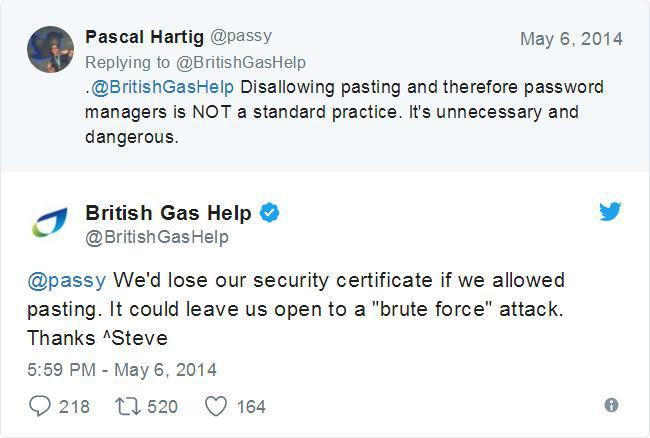 Pascal Hartig @passy May 6, 2014
Replying to @BritishGasHelp
.@BritishGasHelp Disallowing pasting and therefore password
managers is NOT a standard practice. It's unnecessary and
dangerous.
British Gas Help
@BritishGasHelp
@passy We'd lose our security certificate if we allowed
pasting. It could leave us open to a "brute force" attack.
Thanks ^Steve
5:59 PM - May 6, 2014
218 520 164